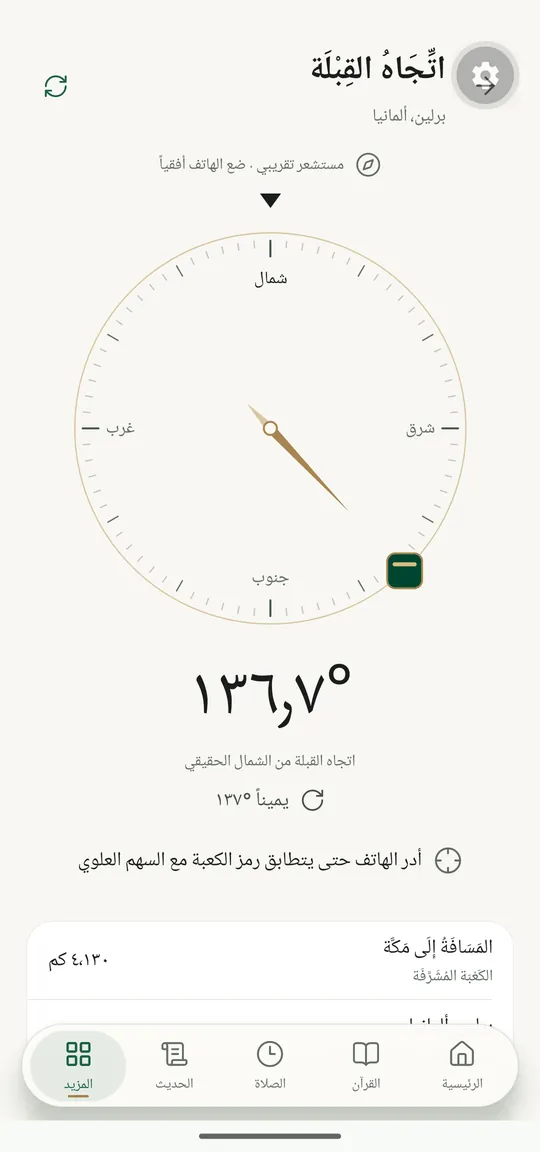 اتِّجَاهُ القِبْلَة
برلين، ألمانيا
مستشعر تقريبي · ضع الهاتف أفقياً
شمال
غرب
شرق
جنوب
١٣٦٫٧°
اتجاه القبلة من الشمال الحقيقي
يميناً ١٣٧°
أدر الهاتف حتى يتطابق رمز الكعبة مع السهم العلوي
المَسَافَةُ إلَى مَكَّة
٤٬١٣٠ كم
الكَعْبَة المُشَرَّفَة
الرئيسية
القرآن
الصلاة
الحديث
المزيد